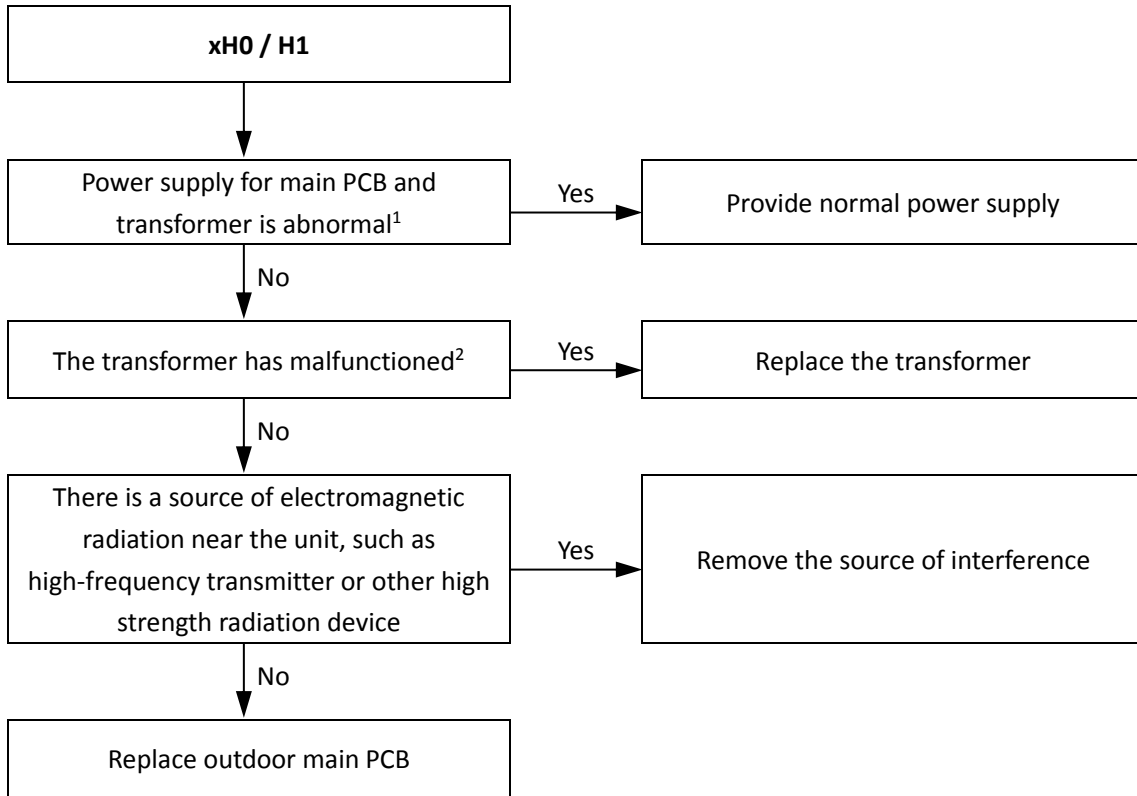 xH0 / H1
Power supply for main PCB and
transformer is abnormal¹
Yes
Provide normal power supply
No
The transformer has malfunctioned²
Yes
Replace the transformer
No
There is a source of electromagnetic
radiation near the unit, such as
high-frequency transmitter or other high
strength radiation device
Yes
Remove the source of interference
No
Replace outdoor main PCB